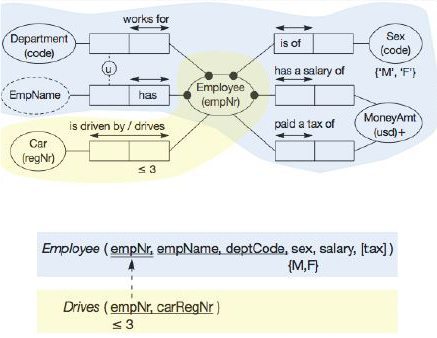 works for
Department
(code)
is of
Sex
(code)
{'M', 'F'}
u
EmpName
has
Employee
(empNr)
has a salary of
MoneyAmt
(usd)+
is driven by / drives
paid a tax of
Car
(regNr)
≤ 3
Employee ( empNr, empName, deptCode, sex, salary, [tax] )
{M,F}
Drives ( empNr, carRegNr )
≤ 3